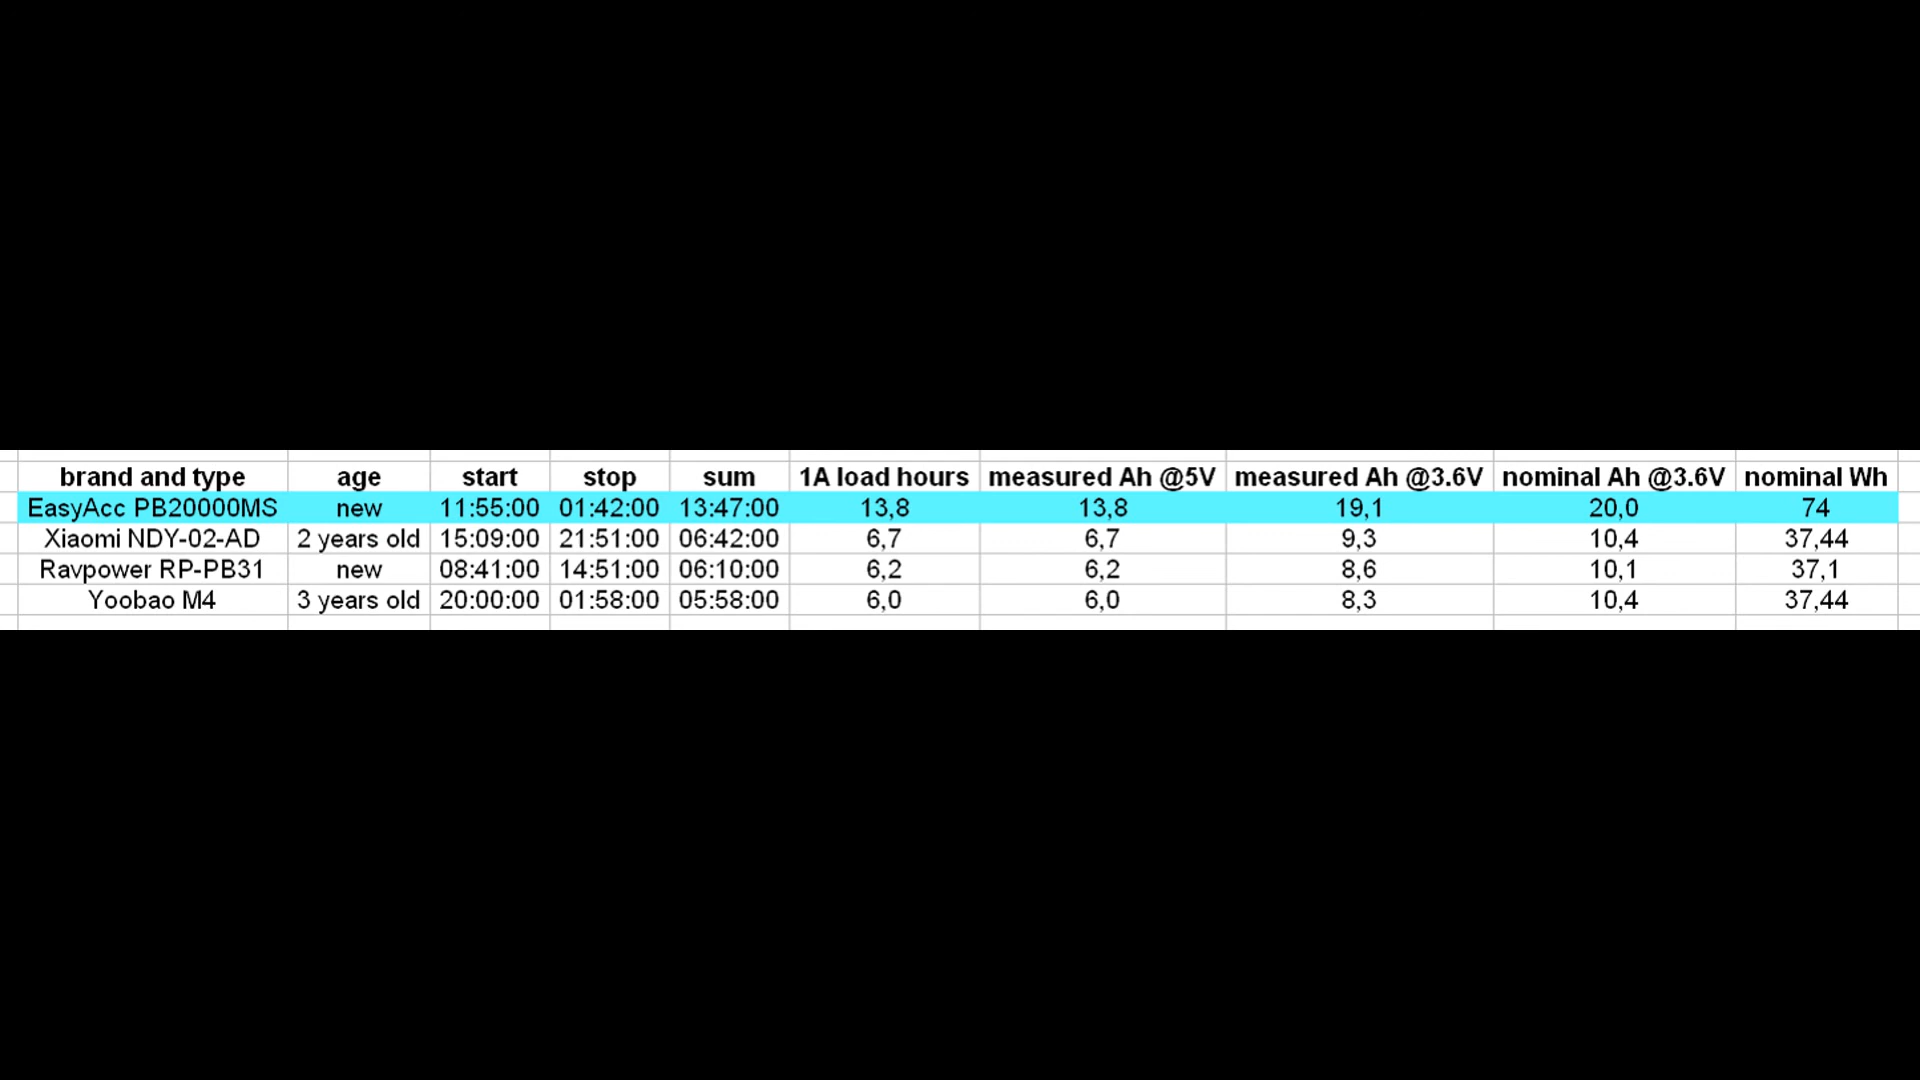 brand and type age start stop sum 1A load hours measured Ah @5V measured Ah @3.6V nominal Ah @3.6V nominal Wh
EasyAcc PB20000MS new 11:55:00 01:42:00 13:47:00 13,8 13,8 19,1 20,0 74
Xiaomi NDY-02-AD 2 years old 15:09:00 21:51:00 06:42:00 6,7 6,7 9,3 10,4 37,44
Ravpower RP-PB31 new 08:41:00 14:51:00 06:10:00 6,2 6,2 8,6 10,1 37,1
Yoobao M4 3 years old 20:00:00 01:58:00 05:58:00 6,0 6,0 8,3 10,4 37,44